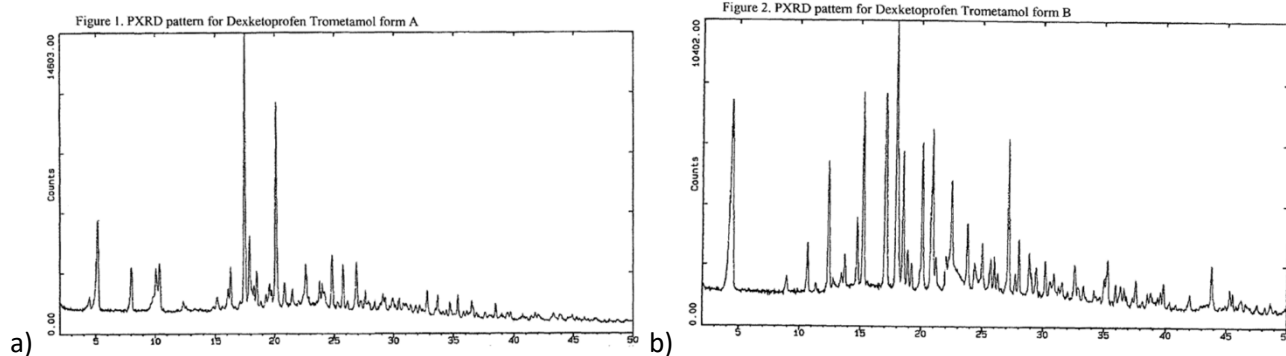 Figure 1. PXRD pattern for Dexketoprofen Trometamol form A
14603.00
Counts
0.00
5 10 15 20 25 30 35 40 45 50
a)
Figure 2. PXRD pattern for Dexketoprofen Trometamol form B
10402.00
Counts
0.00
5 10 15 20 25 30 35 40 45 50
b)